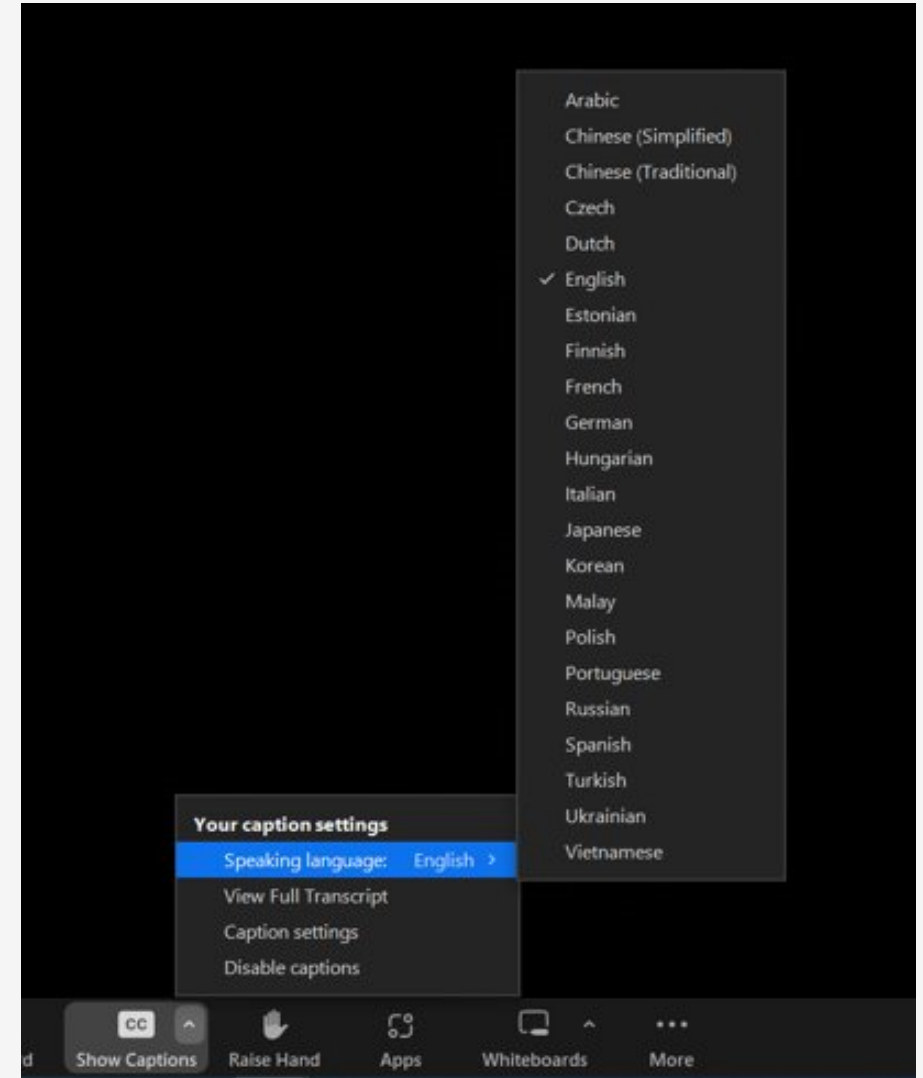 Arabic
Chinese (Simplified)
Chinese (Traditional)
Czech
Dutch
English
Estonian
Finnish
French
German
Hungarian
Italian
Japanese
Korean
Malay
Polish
Portuguese
Russian
Spanish
Turkish
Ukrainian
Vietnamese
Your caption settings
Speaking language: English
View Full Transcript
Caption settings
Disable captions
CC
d Show Captions Raise Hand Apps Whiteboards More